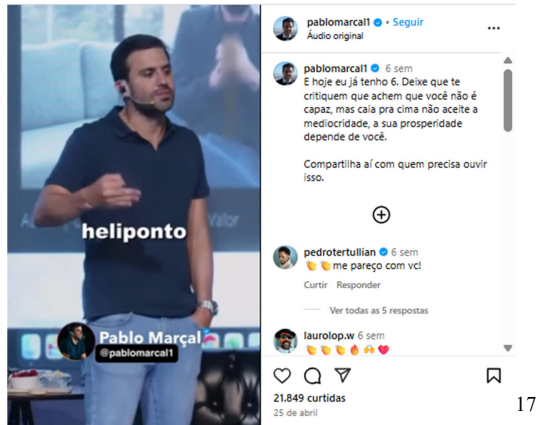 pablomarcal1 • Seguir
Áudio original
...
pablomarcal1 6 sem
E hoje eu já tenho 6. Deixe que te
critiquem que achem que você não é
capaz, mas caia pra cima não aceite a
mediocridade, a sua prosperidade
depende de você.
Compartilha aí com quem precisa ouvir
isso.
pedrotertullian 6 sem
👏👏me pareço com vc!
Curtir Responder
Ver todas as 5 respostas
laurolop.w 6 sem
21.849 curtidas
25 de abril
Valor
heliponto
Pablo Marçal
@pablomarcal1
17